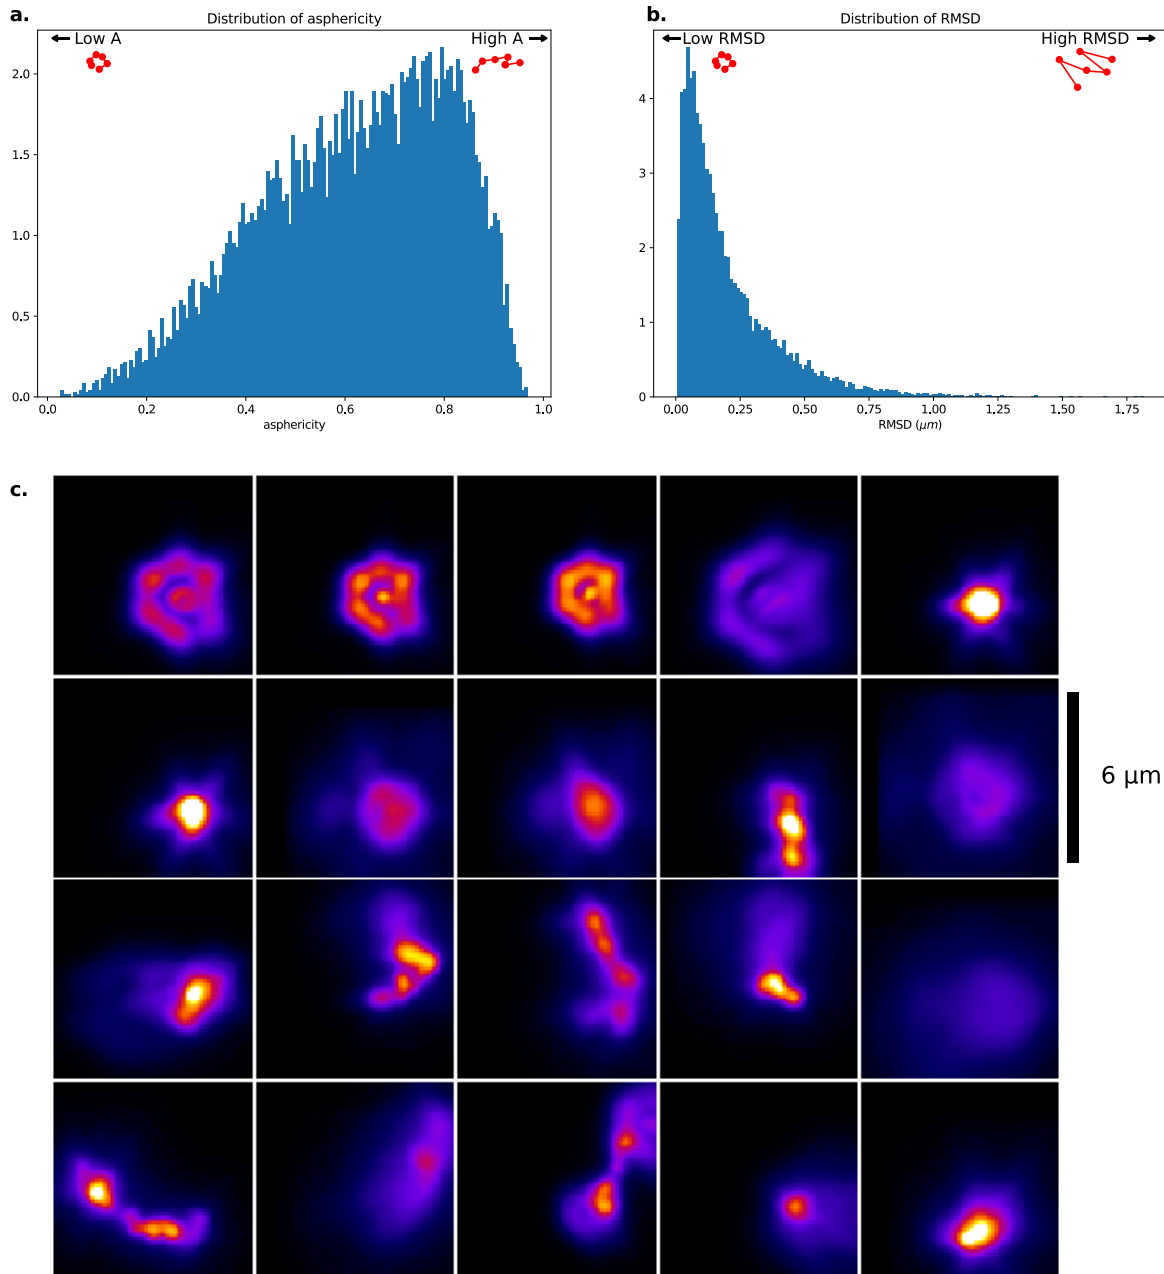 a.
Distribution of asphericity
Low A
High A
2.0
1.5
1.0
0.5
0.0
0.0 0.2 0.4 0.6 0.8 1.0
asphericity
b.
Distribution of RMSD
Low RMSD
High RMSD
4
3
2
1
0
0.00 0.25 0.50 0.75 1.00 1.25 1.50 1.75
RMSD (μm)
c.
6 μm